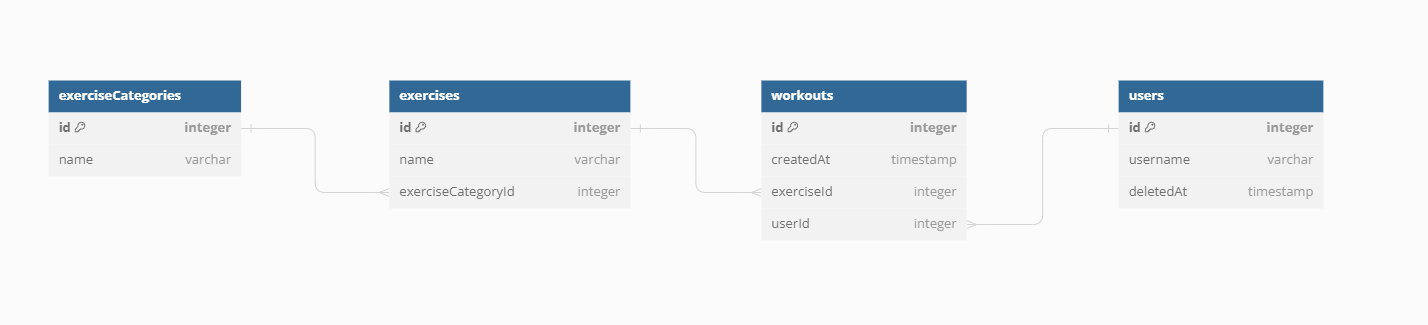 exerciseCategories
id integer
name varchar
exercises
id integer
name varchar
exerciseCategoryId integer
workouts
id integer
createdAt timestamp
exerciseId integer
userId integer
users
id integer
username varchar
deletedAt timestamp